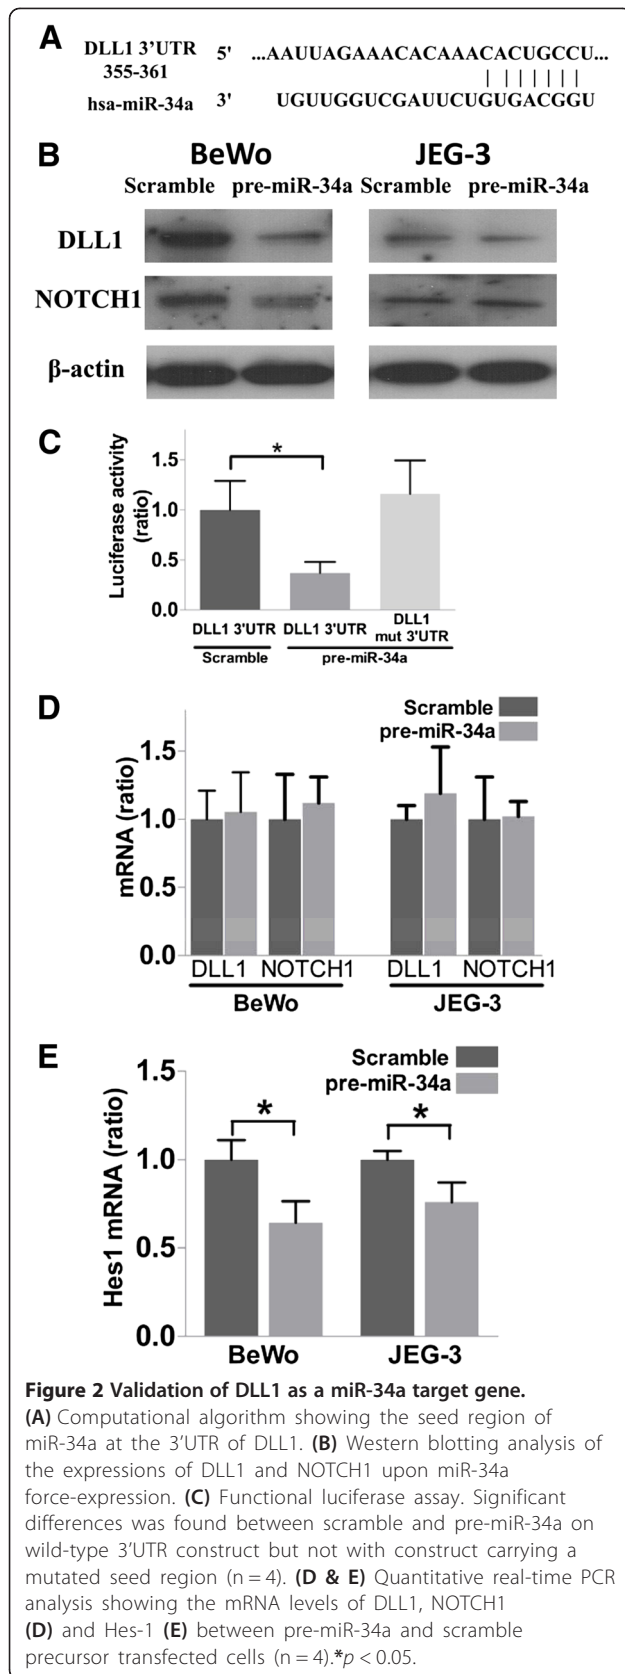 A
DLL1 3'UTR 5' ...AAUUAGAAACACAAACACUGCCU...
355-361
hsa-miR-34a 3' UGUUGGUCGAUUCUGUGACGGU
B
BeWo JEG-3
Scramble pre-miR-34a Scramble pre-miR-34a
DLL1
NOTCH1
β-actin
C
Luciferase activity
(ratio)
1.5
1.0
0.5
0.0
*
DLL1 3'UTR DLL1 3'UTR DLL1
mut 3'UTR
Scramble pre-miR-34a
D
Scramble
pre-miR-34a
mRNA (ratio)
1.5
1.0
0.5
0.0
DLL1 NOTCH1 DLL1 NOTCH1
BeWo JEG-3
E
Scramble
pre-miR-34a
Hes1 mRNA (ratio)
1.5
1.0
0.5
0.0
* *
BeWo JEG-3
Figure 2 Validation of DLL1 as a miR-34a target gene.
(A) Computational algorithm showing the seed region of
miR-34a at the 3'UTR of DLL1. (B) Western blotting analysis of
the expressions of DLL1 and NOTCH1 upon miR-34a
force-expression. (C) Functional luciferase assay. Significant
differences was found between scramble and pre-miR-34a on
wild-type 3'UTR construct but not with construct carrying a
mutated seed region (n = 4). (D & E) Quantitative real-time PCR
analysis showing the mRNA levels of DLL1, NOTCH1
(D) and Hes-1 (E) between pre-miR-34a and scramble
precursor transfected cells (n = 4).*p < 0.05.